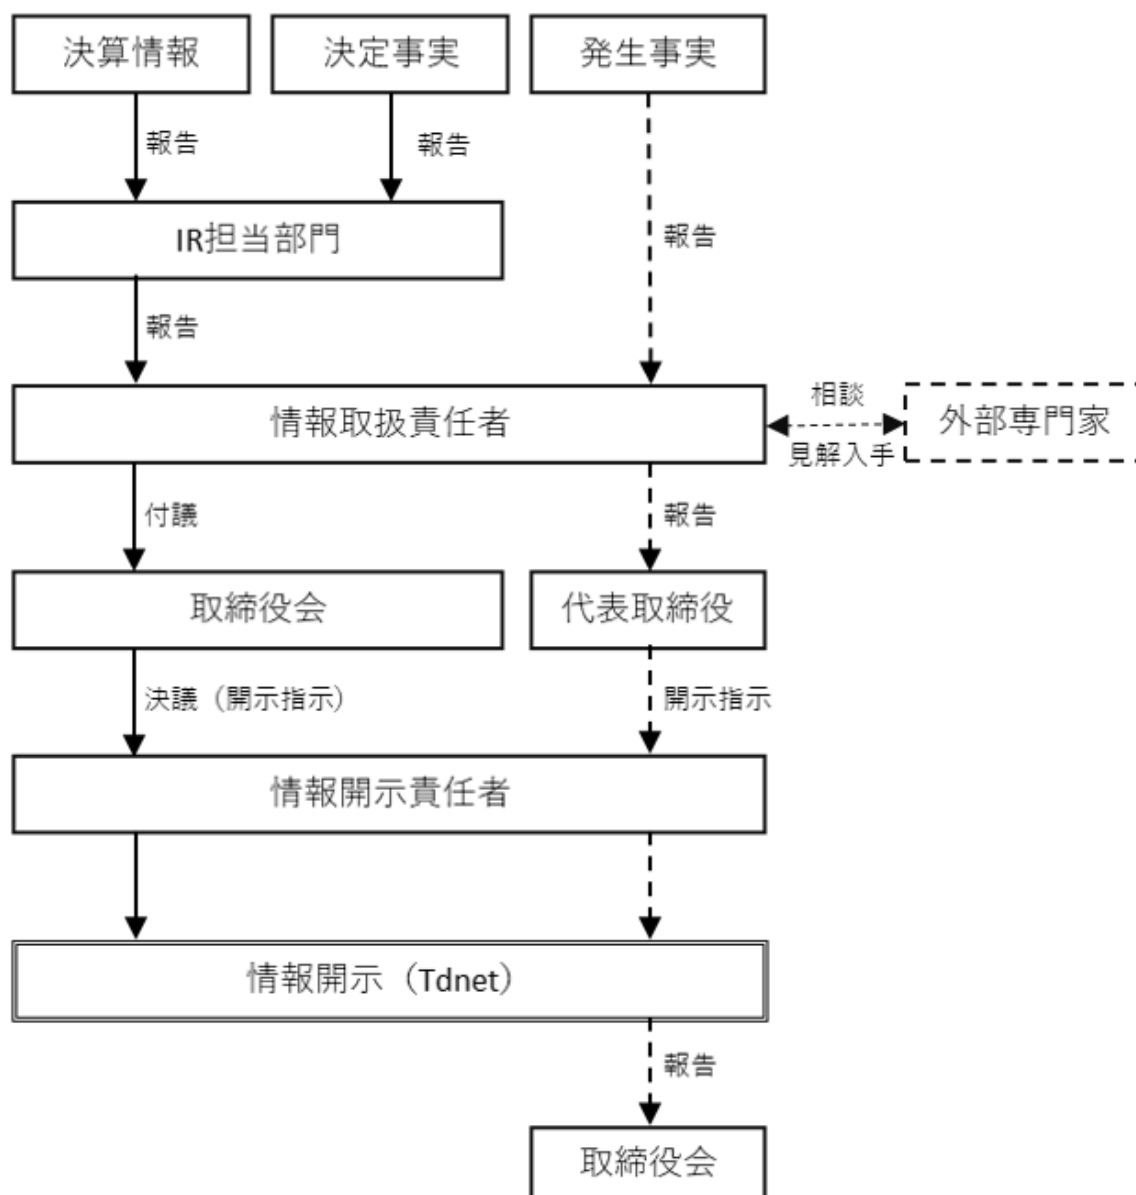 決算情報
決定事実
発生事実
報告
報告
IR担当部門
報告
報告
情報取扱責任者
相談
見解入手
外部専門家
付議
報告
取締役会
代表取締役
決議（開示指示）
開示指示
情報開示責任者
情報開示（Tdnet）
報告
取締役会